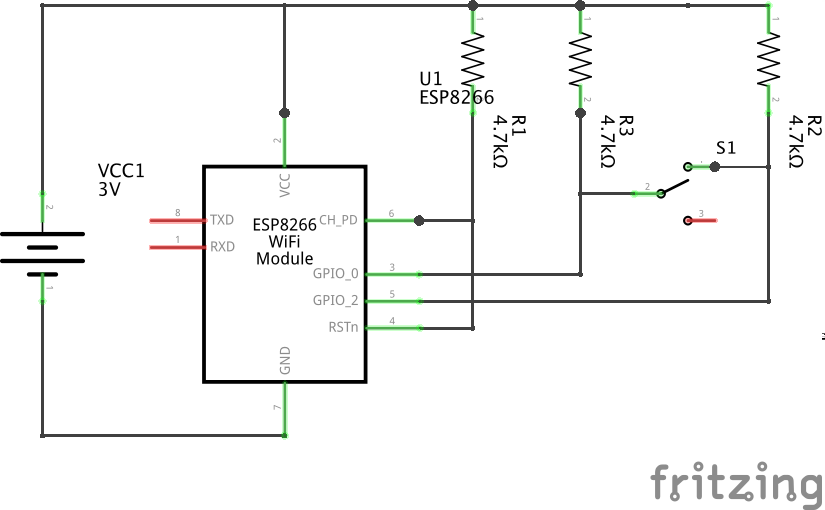 1
1
1
U1
ESP8266
2
2
2
R1
4.7kΩ
R3
4.7kΩ
R2
4.7kΩ
2
VCC
S1
VCC1
3V
2
3
2
8
TXD
1
RXD
ESP8266
WiFi
Module
CH_PD
6
GPIO_0
3
GPIO_2
5
RSTn
4
1
GND
7
fritzing